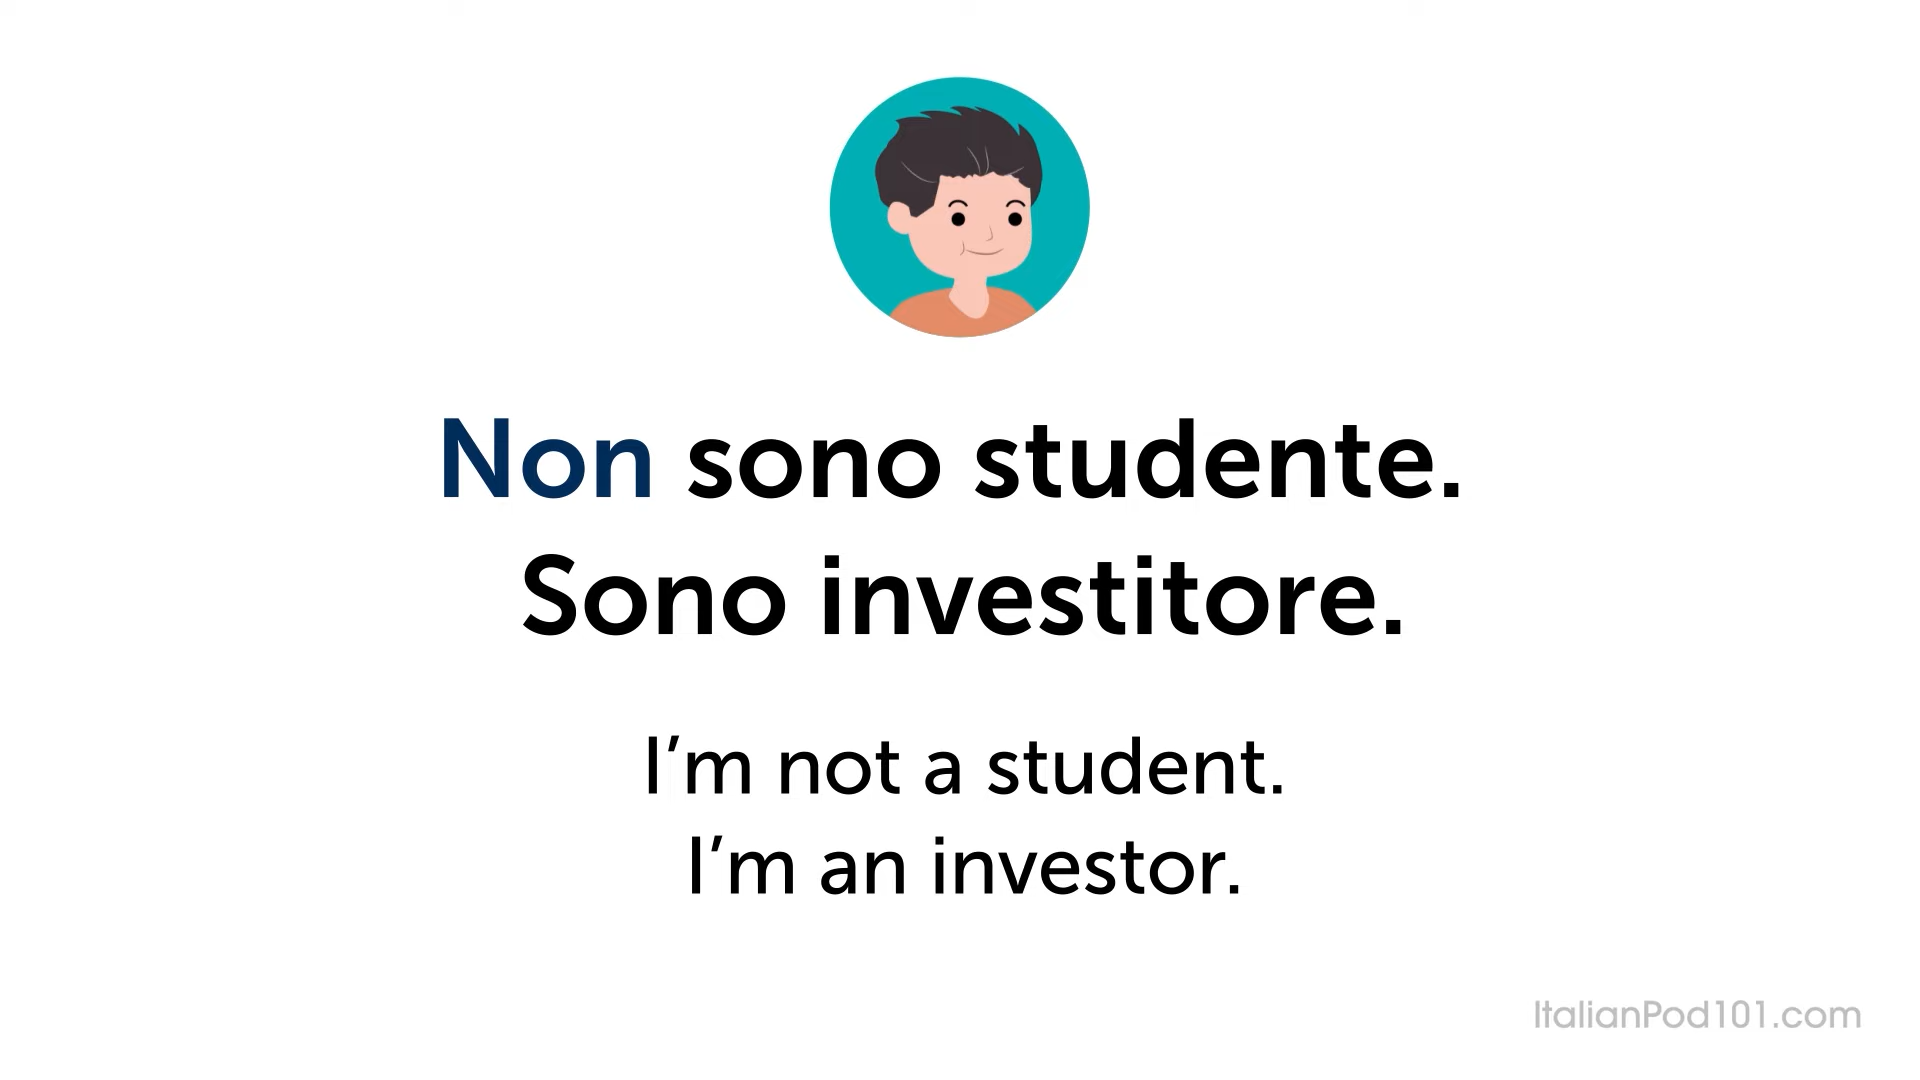 Non sono studente.
Sono investitore.
I’m not a student.
I’m an investor.
ItalianPod101.com